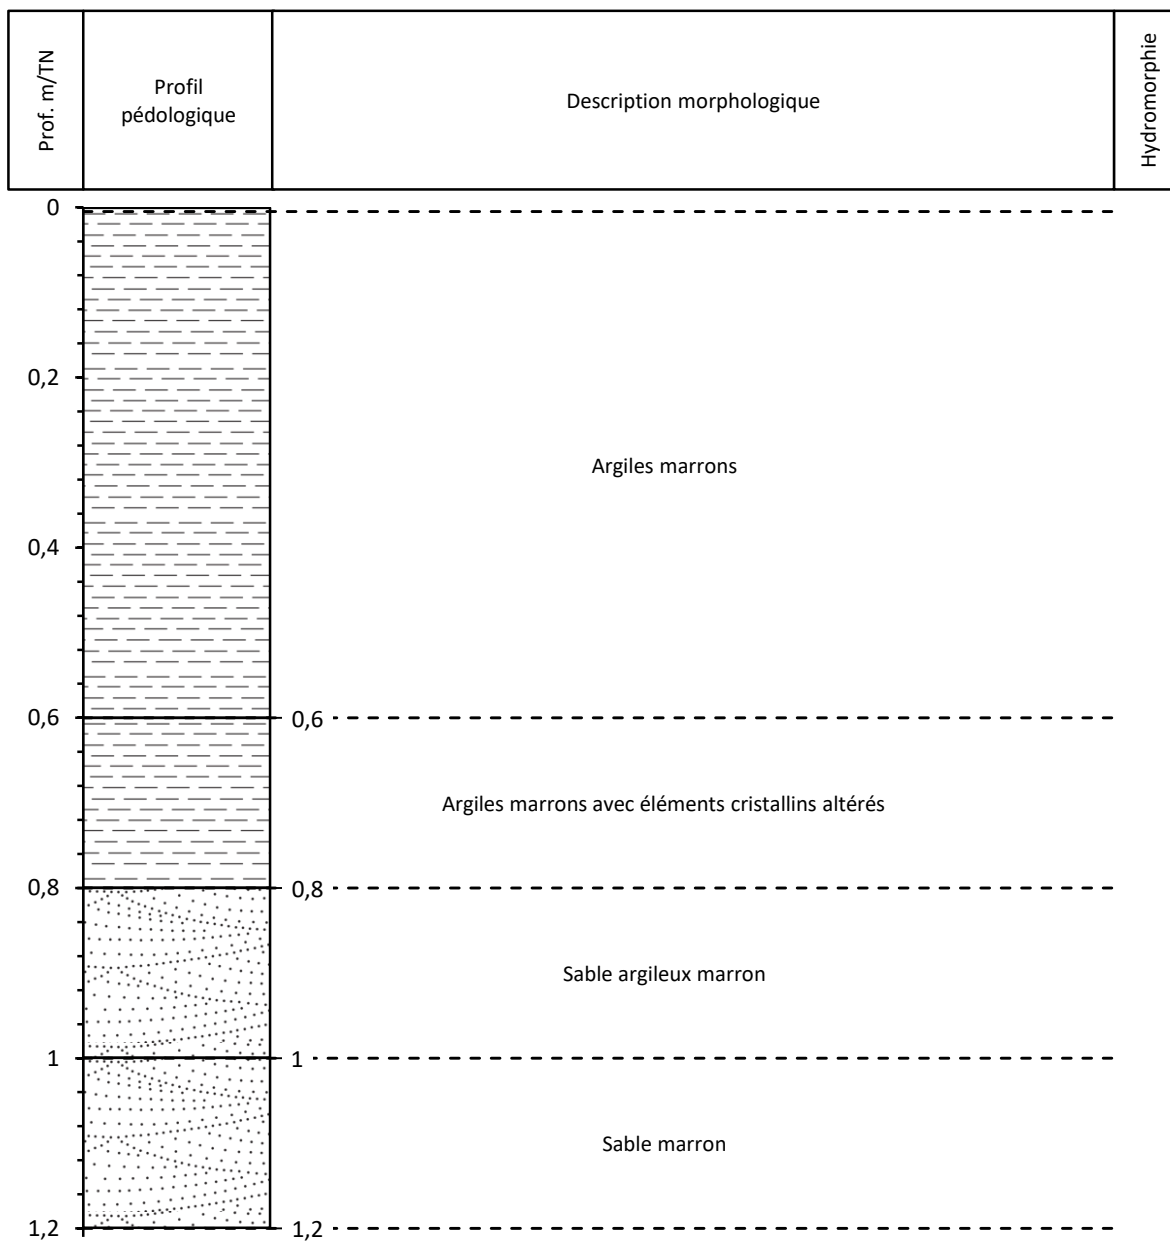 Prof. m/TN
Profil
pédologique
Description morphologique
Hydromorphie
0
0,2
Argiles marrons
0,4
0,6
0,6
Argiles marrons avec éléments cristallins altérés
0,8
0,8
Sable argileux marron
1
1
Sable marron
1,2
1,2